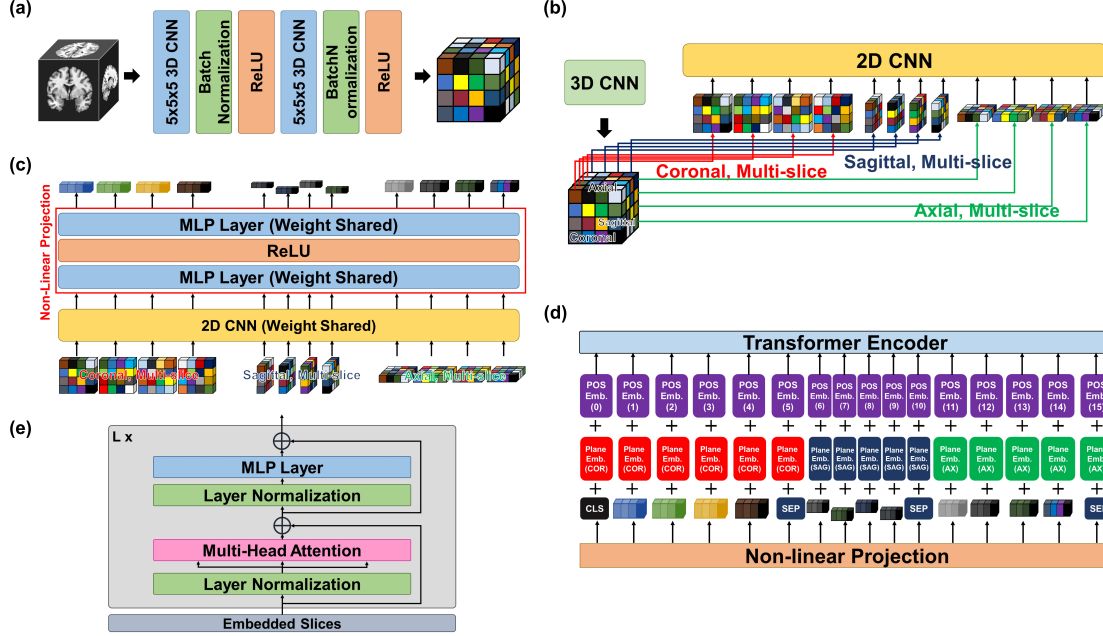 (a)
5x5x5 3D CNN
Batch
Normalization
ReLU
5x5x5 3D CNN
BatchN
ormalization
ReLU
(b)
3D CNN
2D CNN
Coronal, Multi-slice
Sagittal, Multi-slice
Axial, Multi-slice
Axial
Sagittal
Coronal
(c)
Non-Linear Projection
MLP Layer (Weight Shared)
ReLU
MLP Layer (Weight Shared)
2D CNN (Weight Shared)
Coronal, Multi-slice
Sagittal, Multi-slice
Axial, Multi-slice
(d)
Transformer Encoder
POS Emb. (0)
POS Emb. (1)
POS Emb. (2)
POS Emb. (3)
POS Emb. (4)
POS Emb. (5)
POS Emb. (6)
POS Emb. (7)
POS Emb. (8)
POS Emb. (9)
POS Emb. (10)
POS Emb. (11)
POS Emb. (12)
POS Emb. (13)
POS Emb. (14)
POS Emb. (15)
+ + + + + + + + + + + + + + + +
Plane Emb. (COR)
Plane Emb. (COR)
Plane Emb. (COR)
Plane Emb. (COR)
Plane Emb. (COR)
Plane Emb. (COR)
Plane Emb. (SAG)
Plane Emb. (SAG)
Plane Emb. (SAG)
Plane Emb. (SAG)
Plane Emb. (SAG)
Plane Emb. (AX)
Plane Emb. (AX)
Plane Emb. (AX)
Plane Emb. (AX)
Plane Emb. (AX)
+ + + + + + + + + + + + + + + +
CLS
SEP
SEP
SEP
Non-linear Projection
(e)
L x
MLP Layer
Layer Normalization
Multi-Head Attention
Layer Normalization
Embedded Slices